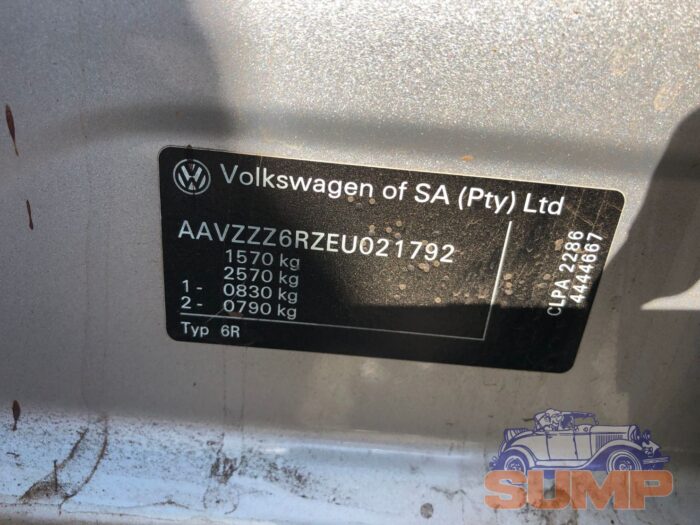 Volkswagen of SA (Pty) Ltd
AAVZZZ6RZEU021792
1570 kg
2570 kg
1 - 0830 kg
2 - 0790 kg
Typ 6R
CLPA 2286
4444667
SUMP